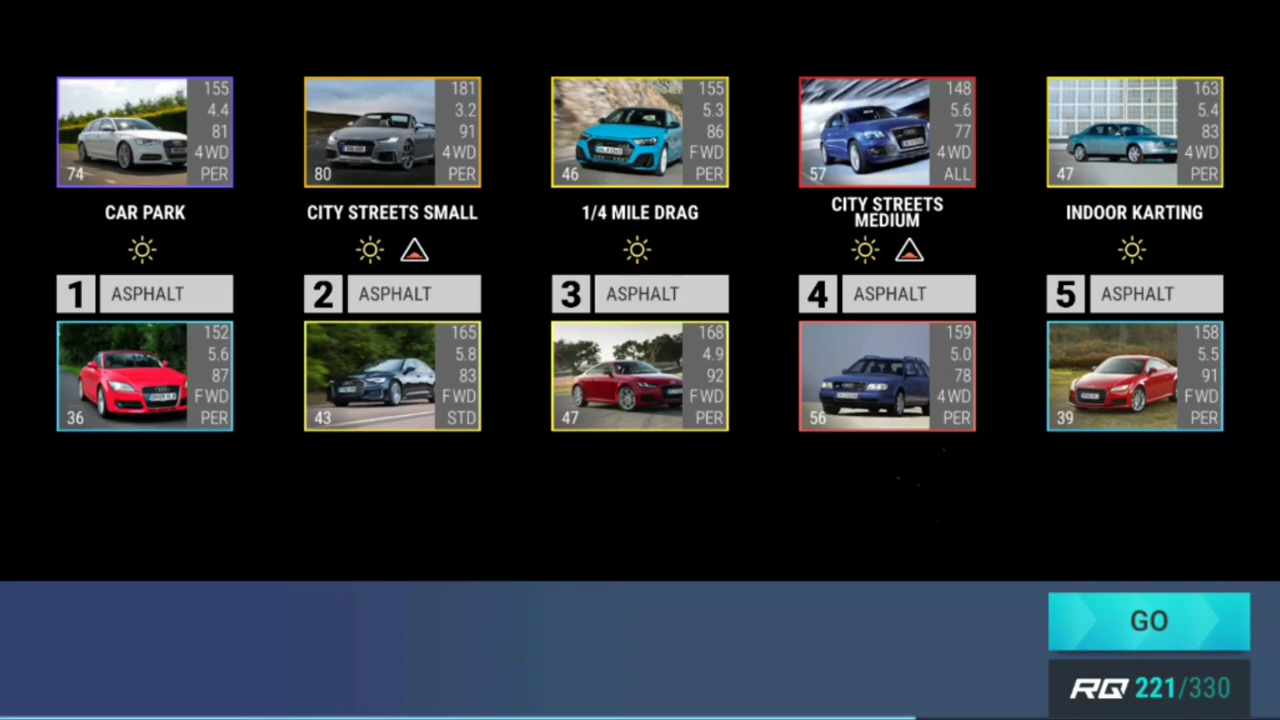 155
4.4
81
4WD
74 PER
181
3.2
91
4WD
80 PER
155
5.3
86
FWD
46 PER
148
5.6
77
4WD
57 ALL
163
5.4
83
4WD
47 PER
CAR PARK
CITY STREETS SMALL
1/4 MILE DRAG
CITY STREETS
MEDIUM
INDOOR KARTING
1 ASPHALT
2 ASPHALT
3 ASPHALT
4 ASPHALT
5 ASPHALT
152
5.6
87
FWD
36 PER
165
5.8
83
FWD
43 STD
168
4.9
92
FWD
47 PER
159
5.0
78
4WD
56 PER
158
5.5
91
FWD
39 PER
GO
RQ 221/330